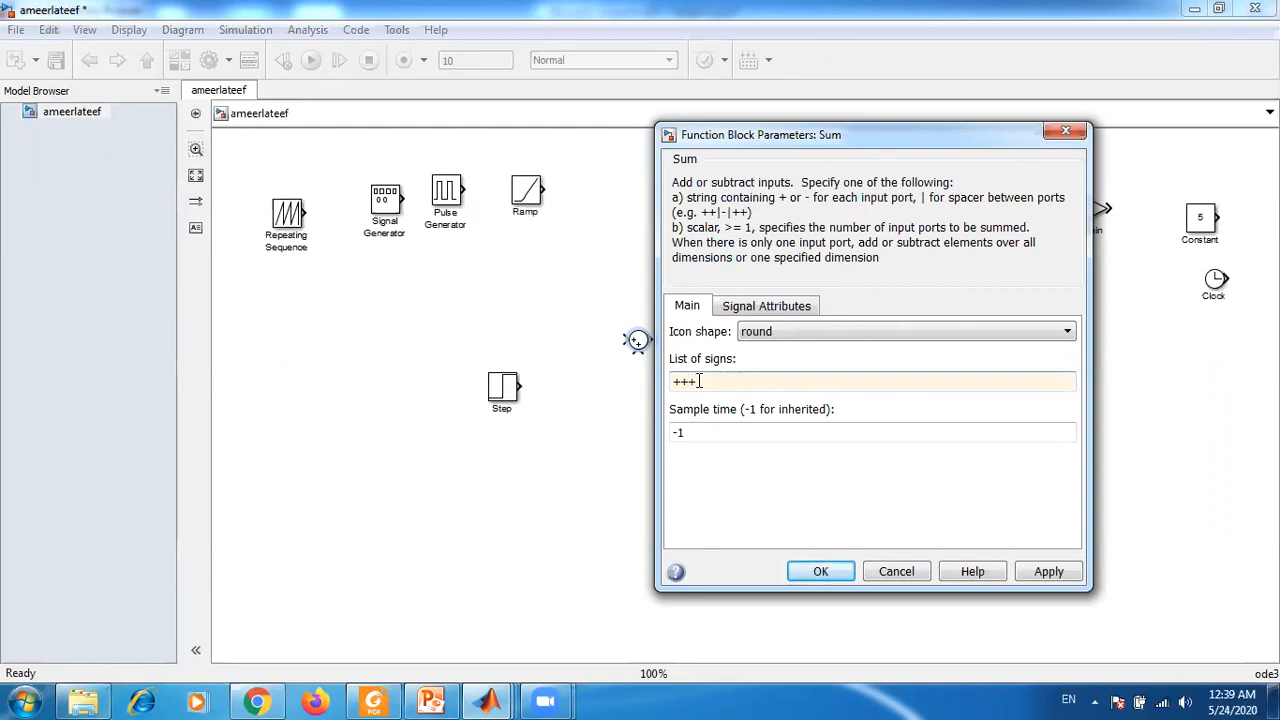 ameerlateef *
File Edit View Display Diagram Simulation Analysis Code Tools Help
10 Normal
Model Browser
ameerlateef
ameerlateef
ameerlateef
Repeating
Sequence
Signal
Generator
Pulse
Generator
Ramp
Step
5
Constant
Clock
Function Block Parameters: Sum
Sum
Add or subtract inputs. Specify one of the following:
a) string containing + or - for each input port, | for spacer between ports
(e.g. ++|-|++)
b) scalar, >= 1, specifies the number of input ports to be summed.
When there is only one input port, add or subtract elements over all
dimensions or one specified dimension
Main Signal Attributes
Icon shape: round
List of signs:
+++
Sample time (-1 for inherited):
-1
OK Cancel Help Apply
Ready 100% ode3
EN 12:39 AM
5/24/2020